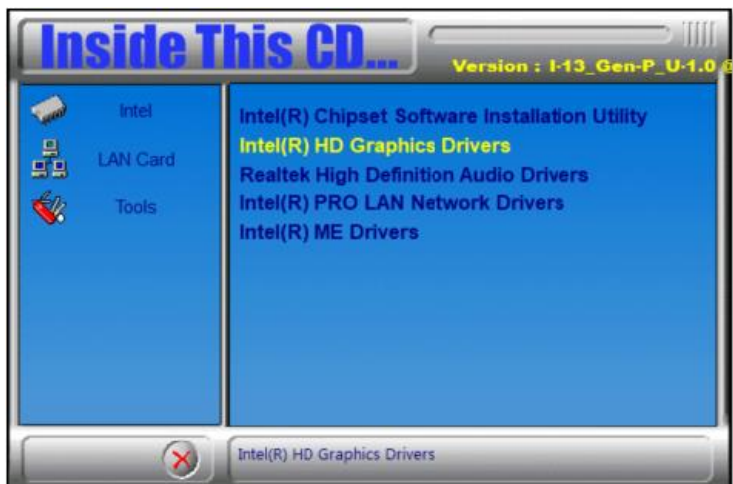 Inside This CD...
Version : I-13_Gen-P_U-1.0
Intel
LAN Card
Tools
Intel(R) Chipset Software Installation Utility
Intel(R) HD Graphics Drivers
Realtek High Definition Audio Drivers
Intel(R) PRO LAN Network Drivers
Intel(R) ME Drivers
Intel(R) HD Graphics Drivers